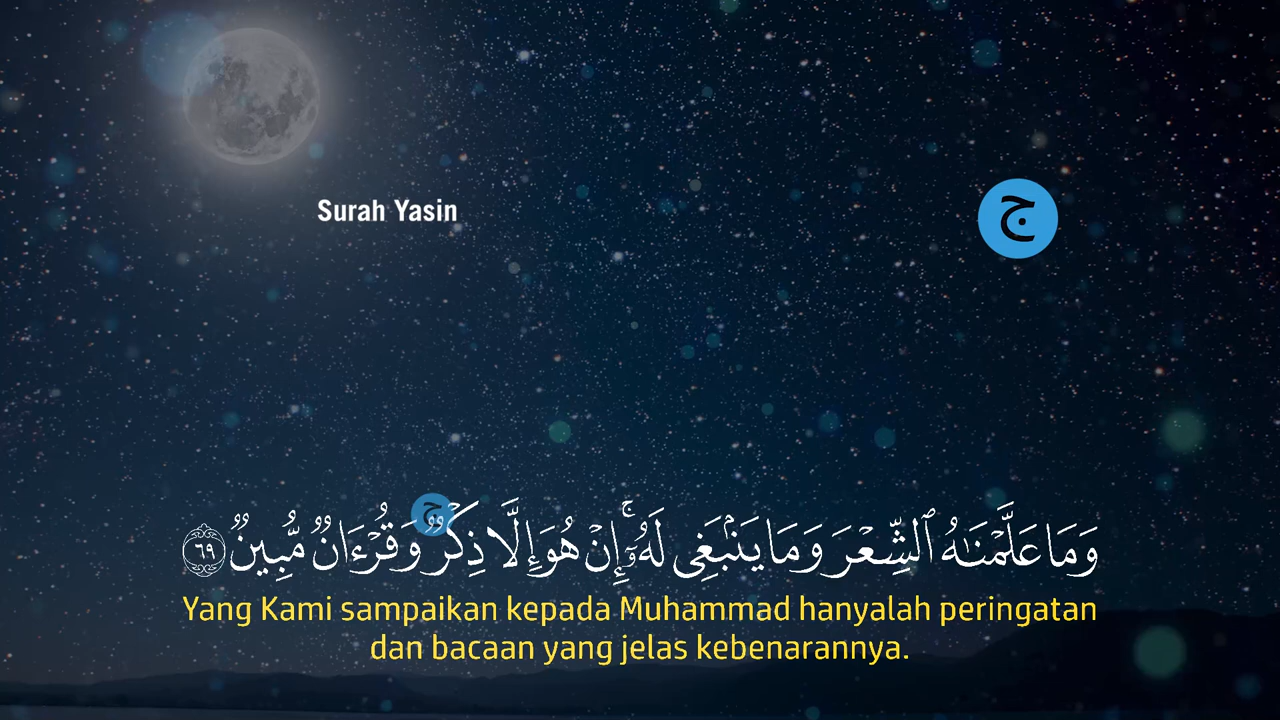 Surah Yasin
ج
ج
وَمَا عَلَّمْنَـٰهُ ٱلشِّعْرَ وَمَا يَنۢبَغِى لَهُۥٓ ۚ إِنْ هُوَ إِلَّا ذِكْرٌ وَقُرْءَانٌ مُّبِينٌ ٦٩
Yang Kami sampaikan kepada Muhammad hanyalah peringatan
dan bacaan yang jelas kebenarannya.